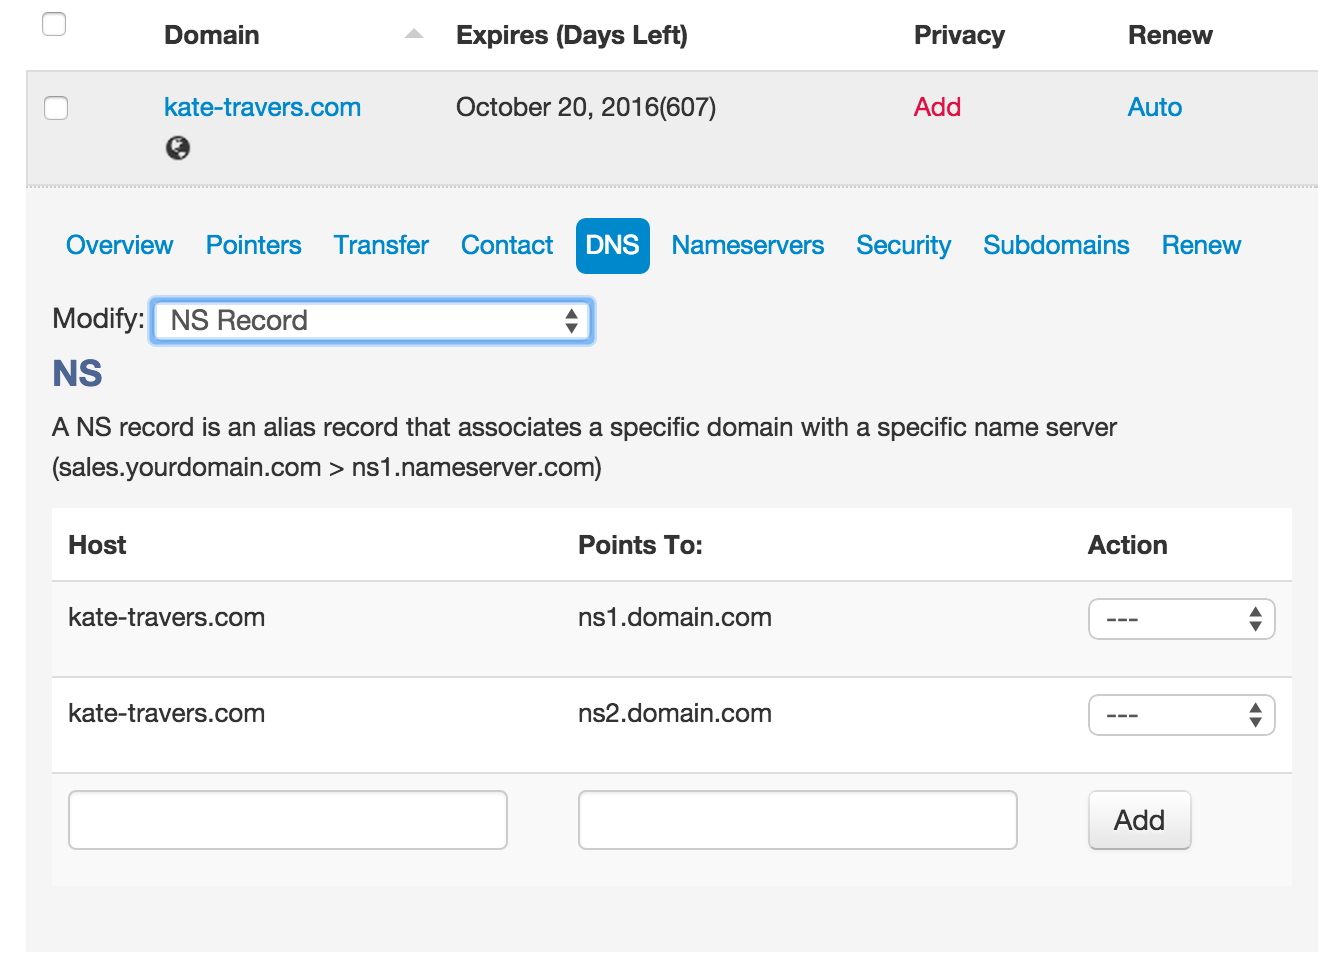 Domain Expires (Days Left) Privacy Renew
kate-travers.com October 20, 2016(607) Add Auto
Overview Pointers Transfer Contact DNS Nameservers Security Subdomains Renew
Modify: NS Record
NS
A NS record is an alias record that associates a specific domain with a specific name server
(sales.yourdomain.com > ns1.nameserver.com)
Host Points To: Action
kate-travers.com ns1.domain.com ---
kate-travers.com ns2.domain.com ---
Add